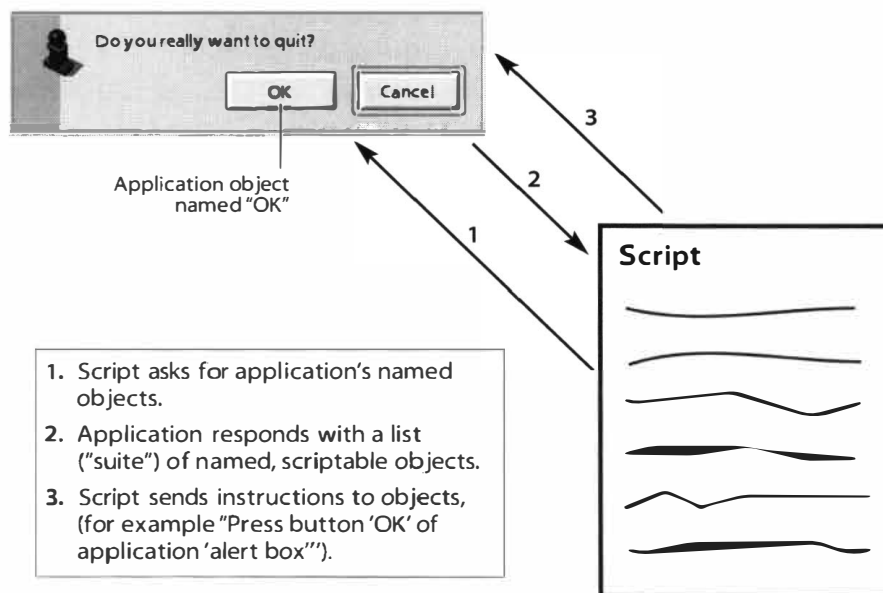 Do you really want to quit?
OK
Cancel
Application object
named "OK"
3
2
1
Script
1. Script asks for application's named
objects.
2. Application responds with a list
("suite") of named, scriptable objects.
3. Script sends instructions to objects,
(for example "Press button 'OK' of
application 'alert box"').